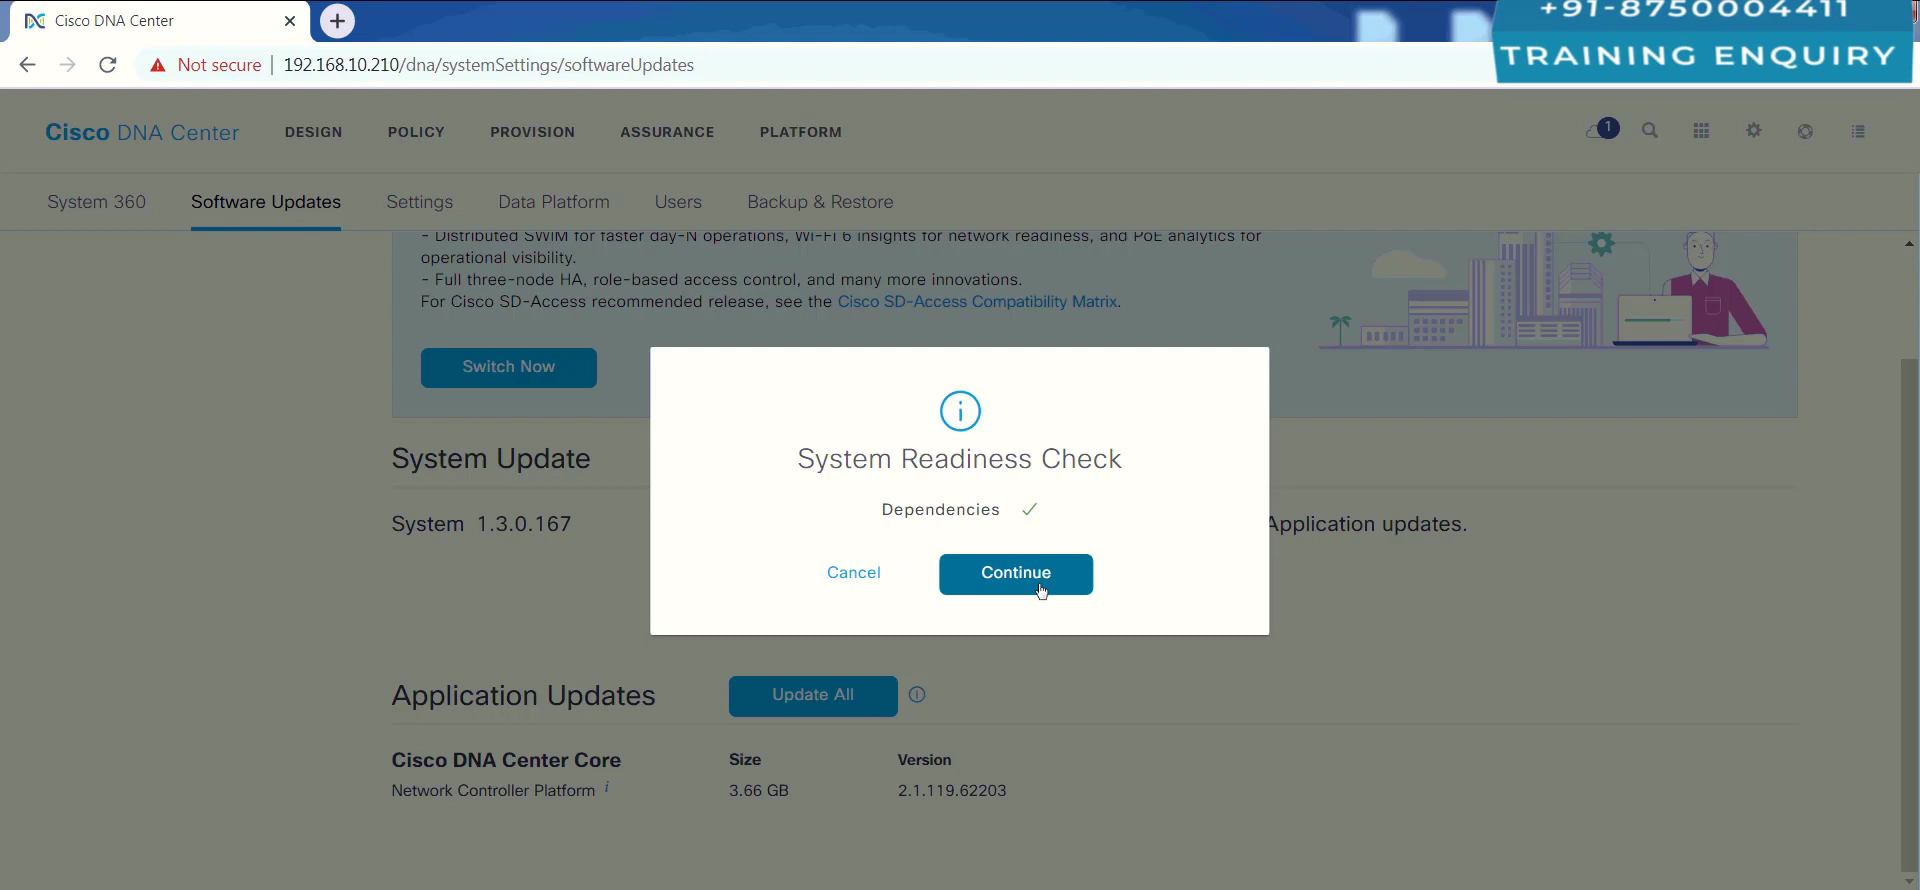 Cisco DNA Center
+91-8750004411
Not secure
192.168.10.210/dna/systemSettings/softwareUpdates
TRAINING ENQUIRY
Cisco DNA Center
DESIGN
POLICY
PROVISION
ASSURANCE
PLATFORM
1
System 360
Software Updates
Settings
Data Platform
Users
Backup & Restore
- Distributed SWIM for faster day-N operations, Wi-Fi 6 insights for network readiness, and PoE analytics for
operational visibility.
- Full three-node HA, role-based access control, and many more innovations.
For Cisco SD-Access recommended release, see the Cisco SD-Access Compatibility Matrix.
Switch Now
System Readiness Check
Dependencies
Cancel
Continue
System Update
System 1.3.0.167
Application updates.
Application Updates
Update All
Cisco DNA Center Core
Size
Version
Network Controller Platform
3.66 GB
2.1.119.62203